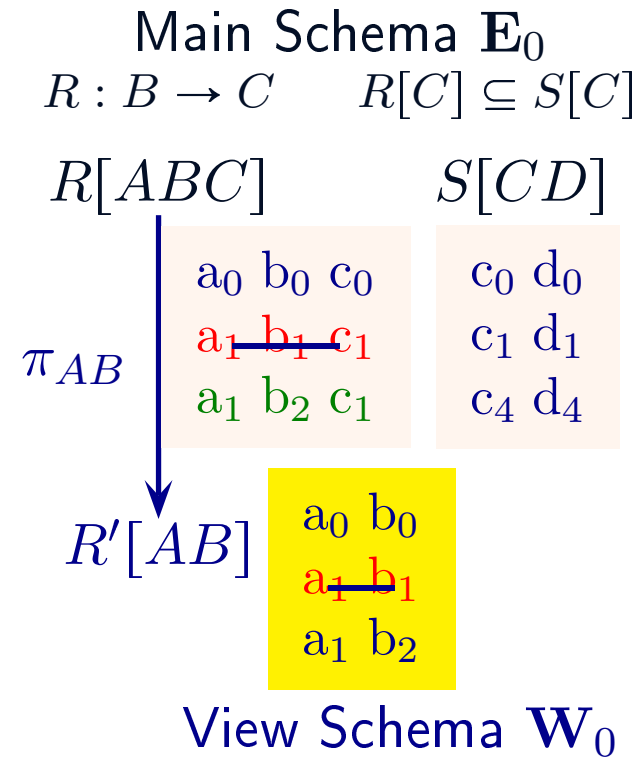 Main Schema E₀
R : B → C R[C] ⊆ S[C]
R[ABC] S[CD]
a₀ b₀ c₀ c₀ d₀
a₁ b₁ c₁ c₁ d₁
a₁ b₂ c₁ c₄ d₄
π_AB
R′[AB]
a₀ b₀
a₁ b₁
a₁ b₂
View Schema W₀